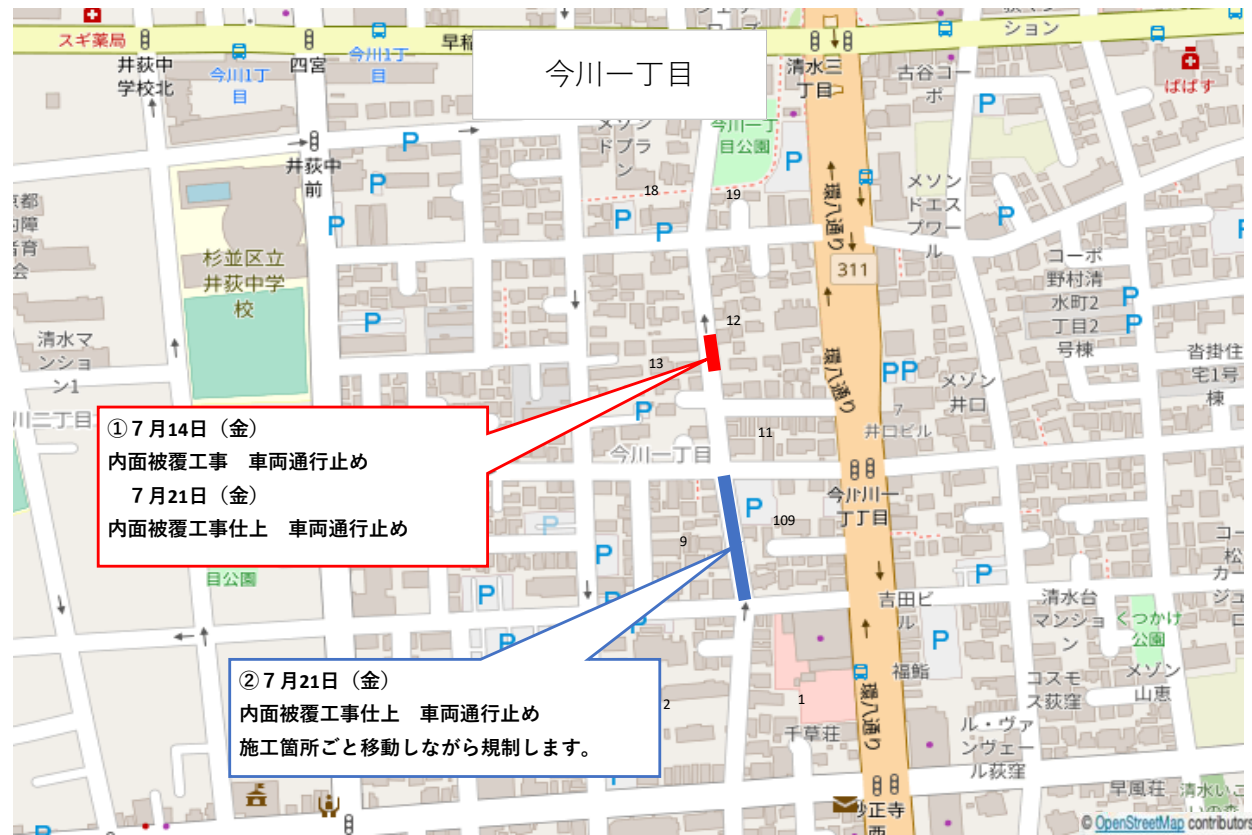 今川一丁目
スギ薬局
井荻中
学校北
今川1丁
目
四宮
今川1丁
目
早稲
清水三
丁目
ション
古谷コー
ポ
ぱぱす
井荻中
前
メゾン
ドプラ
ン
今川一丁
目公園
18
19
環八通り
メゾン
ドエス
プワー
ル
311
杉並区立
井荻中学
校
コーポ
野村清
水町2
丁目2
号棟
清水マ
ンショ
ン1
12
13
環八通り
メゾン
井口
沓掛住
宅1号
棟
7
井口ビル
11
今川一丁目
①7月14日（金）
内面被覆工事　車両通行止め
7月21日（金）
内面被覆工事仕上　車両通行止め
109
9
目公園
吉田ビ
ル
清水台
マンショ
ン
くつかけ
公園
②7月21日（金）
内面被覆工事仕上　車両通行止め
施工箇所ごと移動しながら規制します。
2
1
福鮨
千草荘
環八通り
コスモ
ス荻窪
メゾン
山恵
ル・ヴァ
ンヴェー
ル荻窪
早風荘
© OpenStreetMap contributors